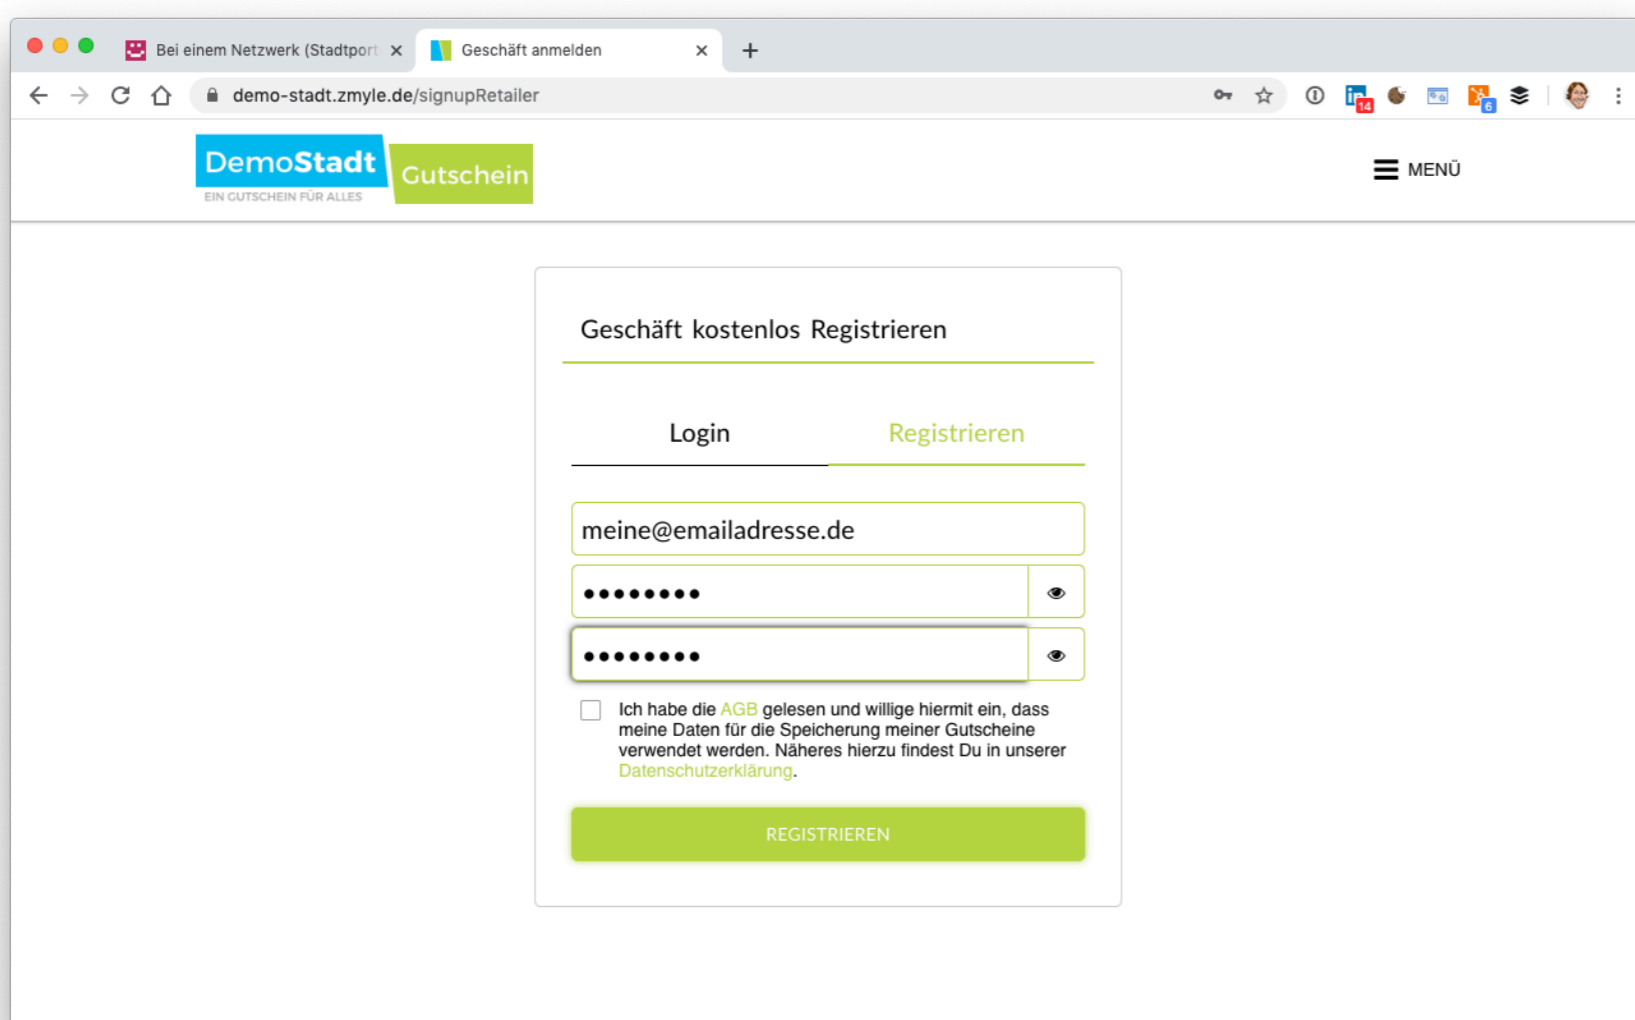 Bei einem Netzwerk (Stadtport
Geschäft anmelden
demo-stadt.zmyle.de/signupRetailer
14
6
DemoStadt
Gutschein
EIN GUTSCHEIN FÜR ALLES
MENÜ
Geschäft kostenlos Registrieren
Login
Registrieren
meine@emailadresse.de
Ich habe die AGB gelesen und willige hiermit ein, dass
meine Daten für die Speicherung meiner Gutscheine
verwendet werden. Näheres hierzu findest Du in unserer
Datenschutzerklärung.
REGISTRIEREN